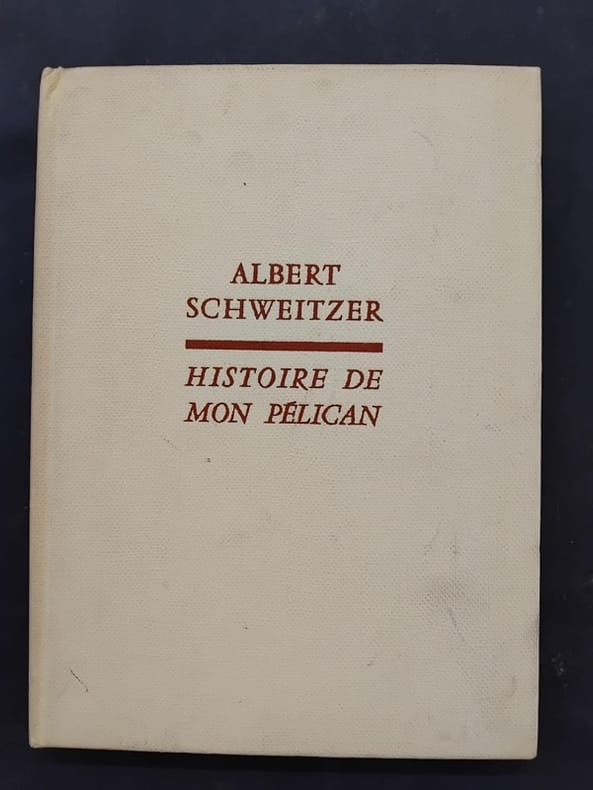 ALBERT
SCHWEITZER
HISTOIRE DE
MON PÉLICAN